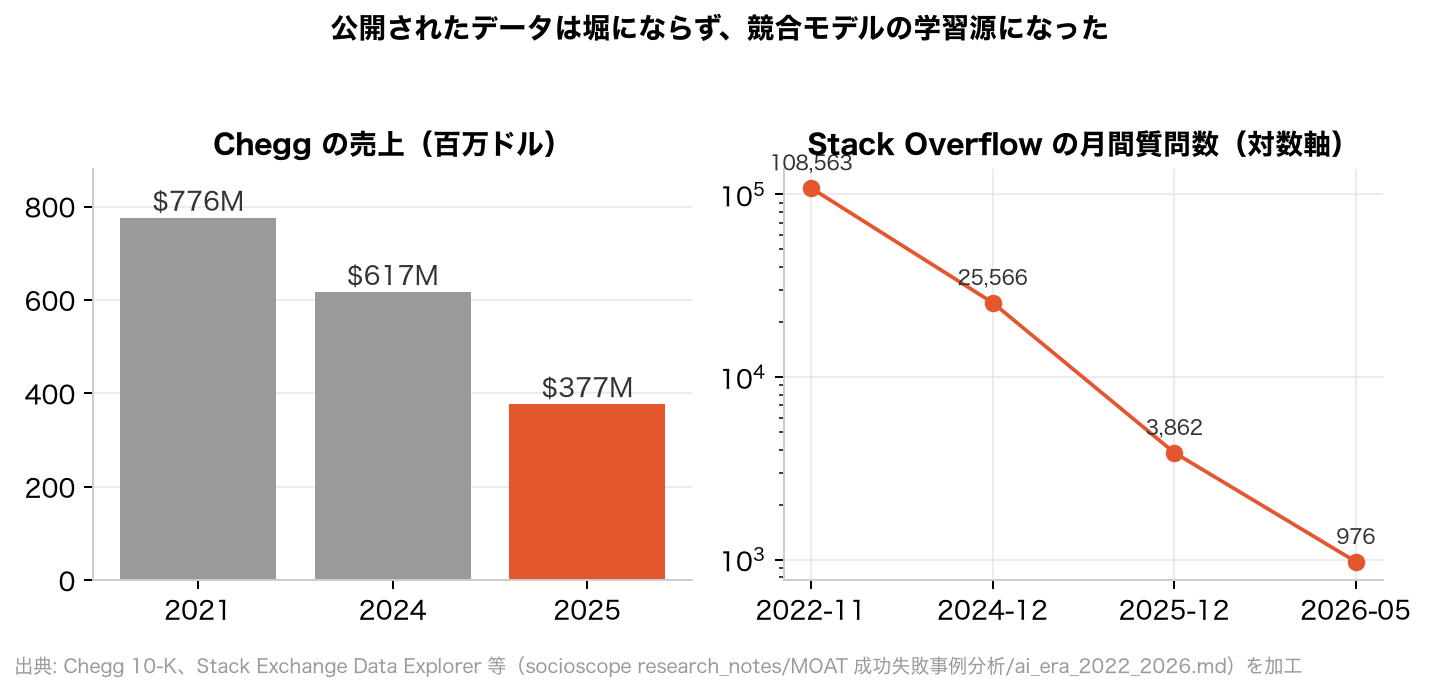 公開されたデータは堀にならず、競合モデルの学習源になった
Chegg の売上（百万ドル）
800
600
400
200
0
$776M
$617M
$377M
2021
2024
2025
Stack Overflow の月間質問数（対数軸）
10⁵
10⁴
10³
108,563
25,566
3,862
976
2022-11
2024-12
2025-12
2026-05
出典: Chegg 10-K、Stack Exchange Data Explorer 等（socioscope research_notes/MOAT 成功失敗事例分析/ai_era_2022_2026.md）を加工